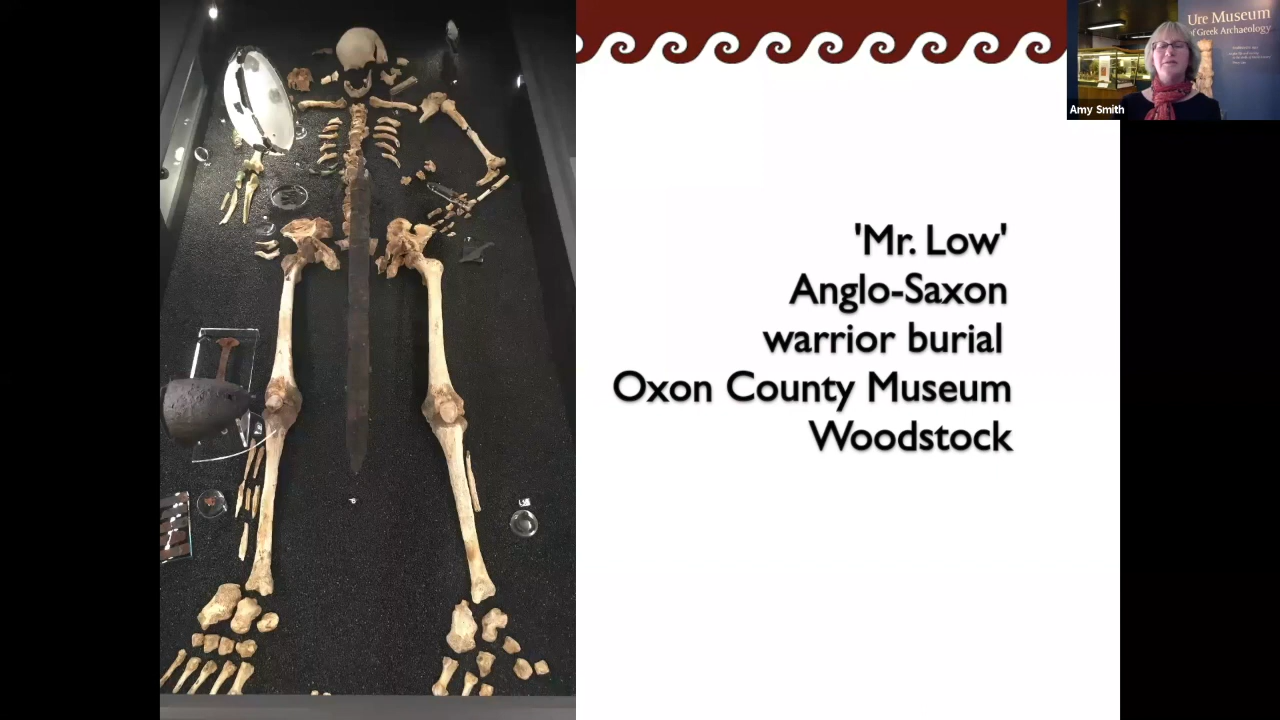 'Mr. Low'
Anglo-Saxon
warrior burial
Oxon County Museum
Woodstock
Ure Museum
of Greek Archaeology
Amy Smith